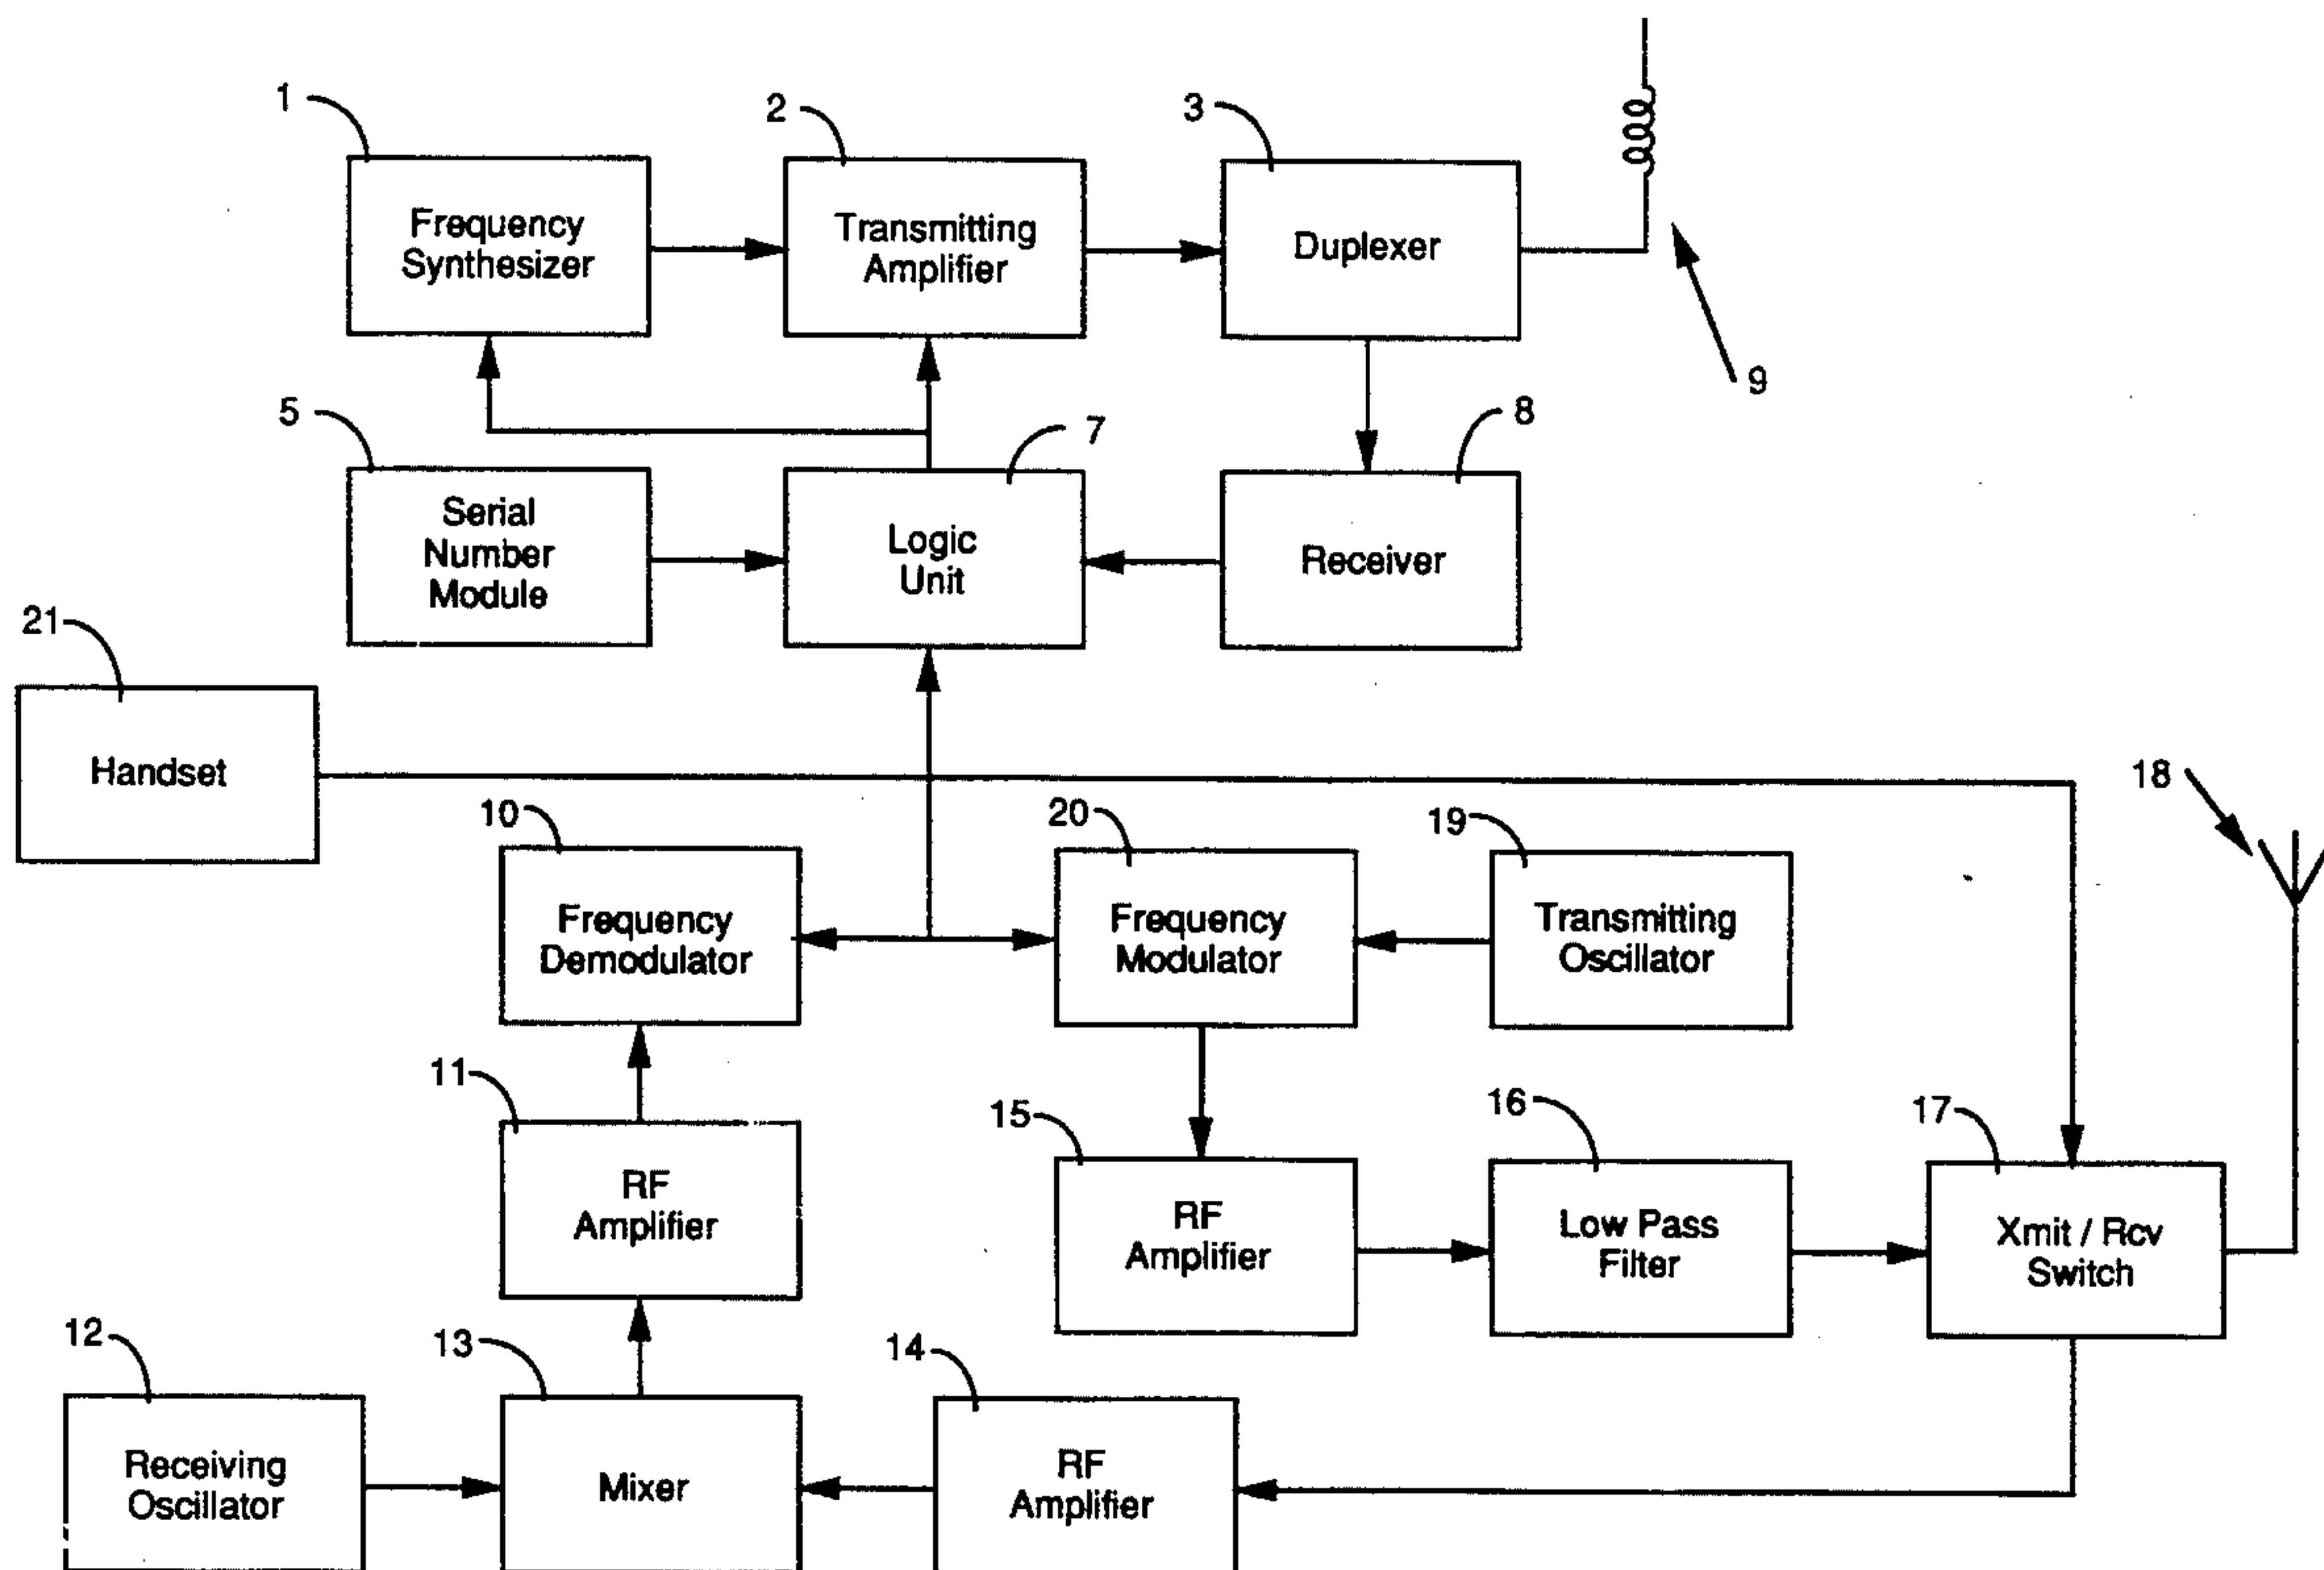 1
2
3
Frequency
Synthesizer
Transmitting
Amplifier
Duplexer
9
5
7
8
Serial
Number
Module
Logic
Unit
Receiver
21
Handset
18
10
20
19
Frequency
Demodulator
Frequency
Modulator
Transmitting
Oscillator
11
15
16
17
RF
Amplifier
RF
Amplifier
Low Pass
Filter
Xmit / Rcv
Switch
12
13
14
Receiving
Oscillator
Mixer
RF
Amplifier